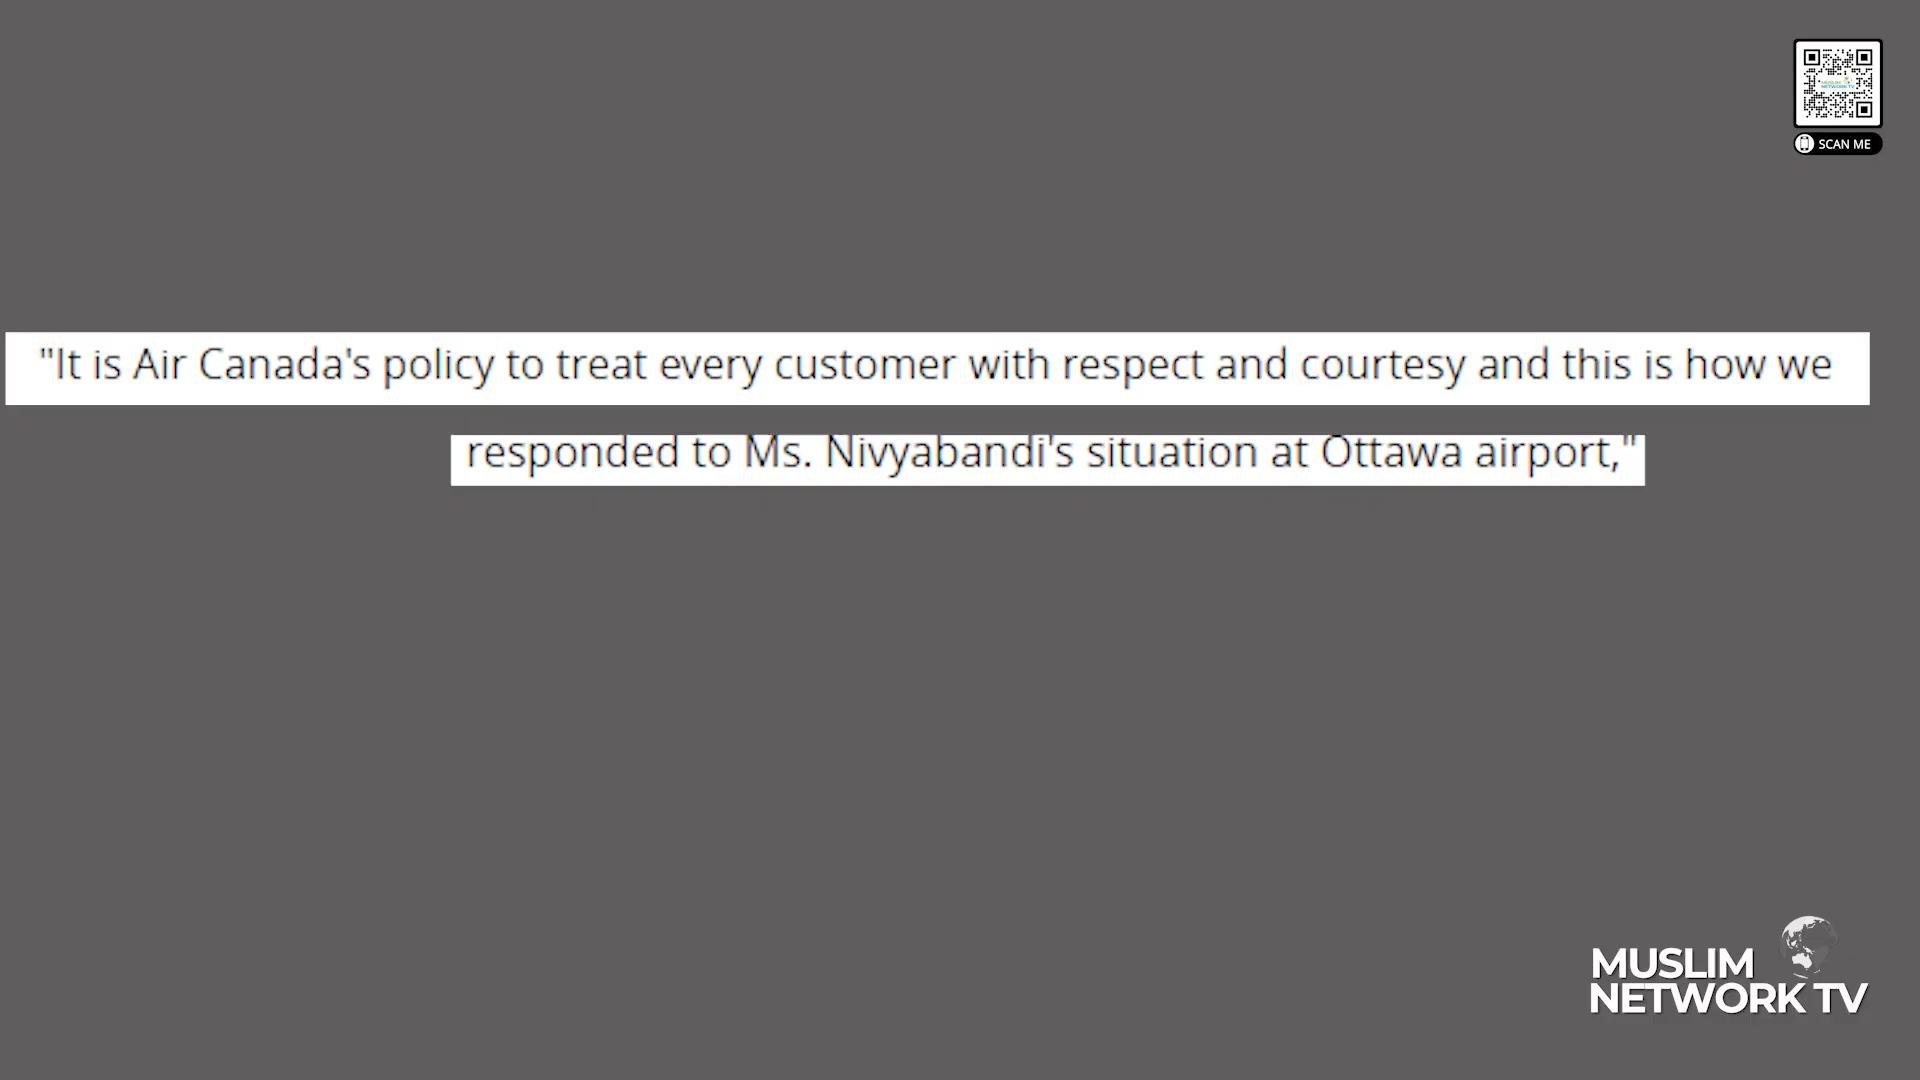 SCAN ME
"It is Air Canada's policy to treat every customer with respect and courtesy and this is how we
responded to Ms. Nivyabandi's situation at Ottawa airport,"
MUSLIM
NETWORK TV